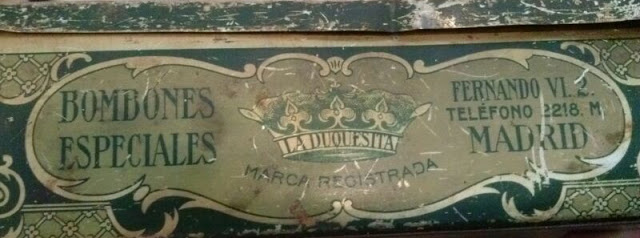 BOMBONES
ESPECIALES
LA DUQUESITA
MARCA REGISTRADA
FERNANDO VI. 2.
TELÉFONO 2218. M
MADRID